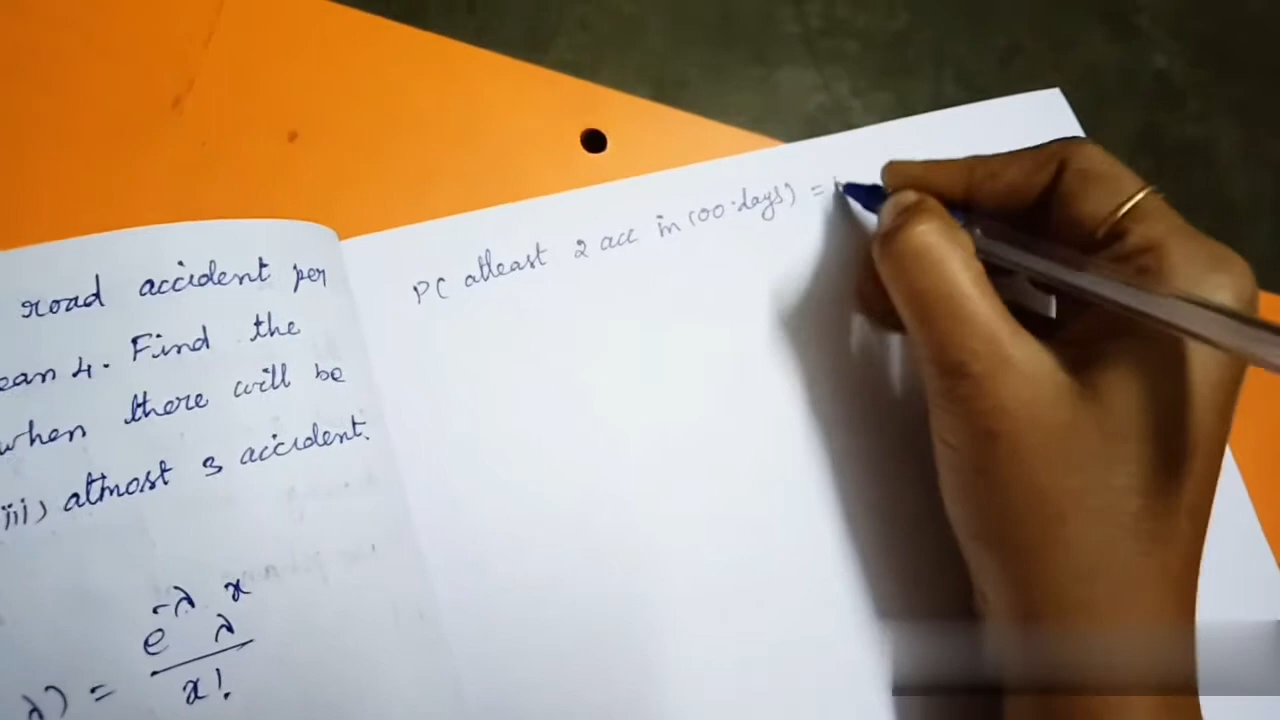 road accident per
ean 4. Find the
when there will be
iii) atmost 3 accident.
λ) = e^-λ λ^x / x!
P( atleast 2 acc in 100 days) =